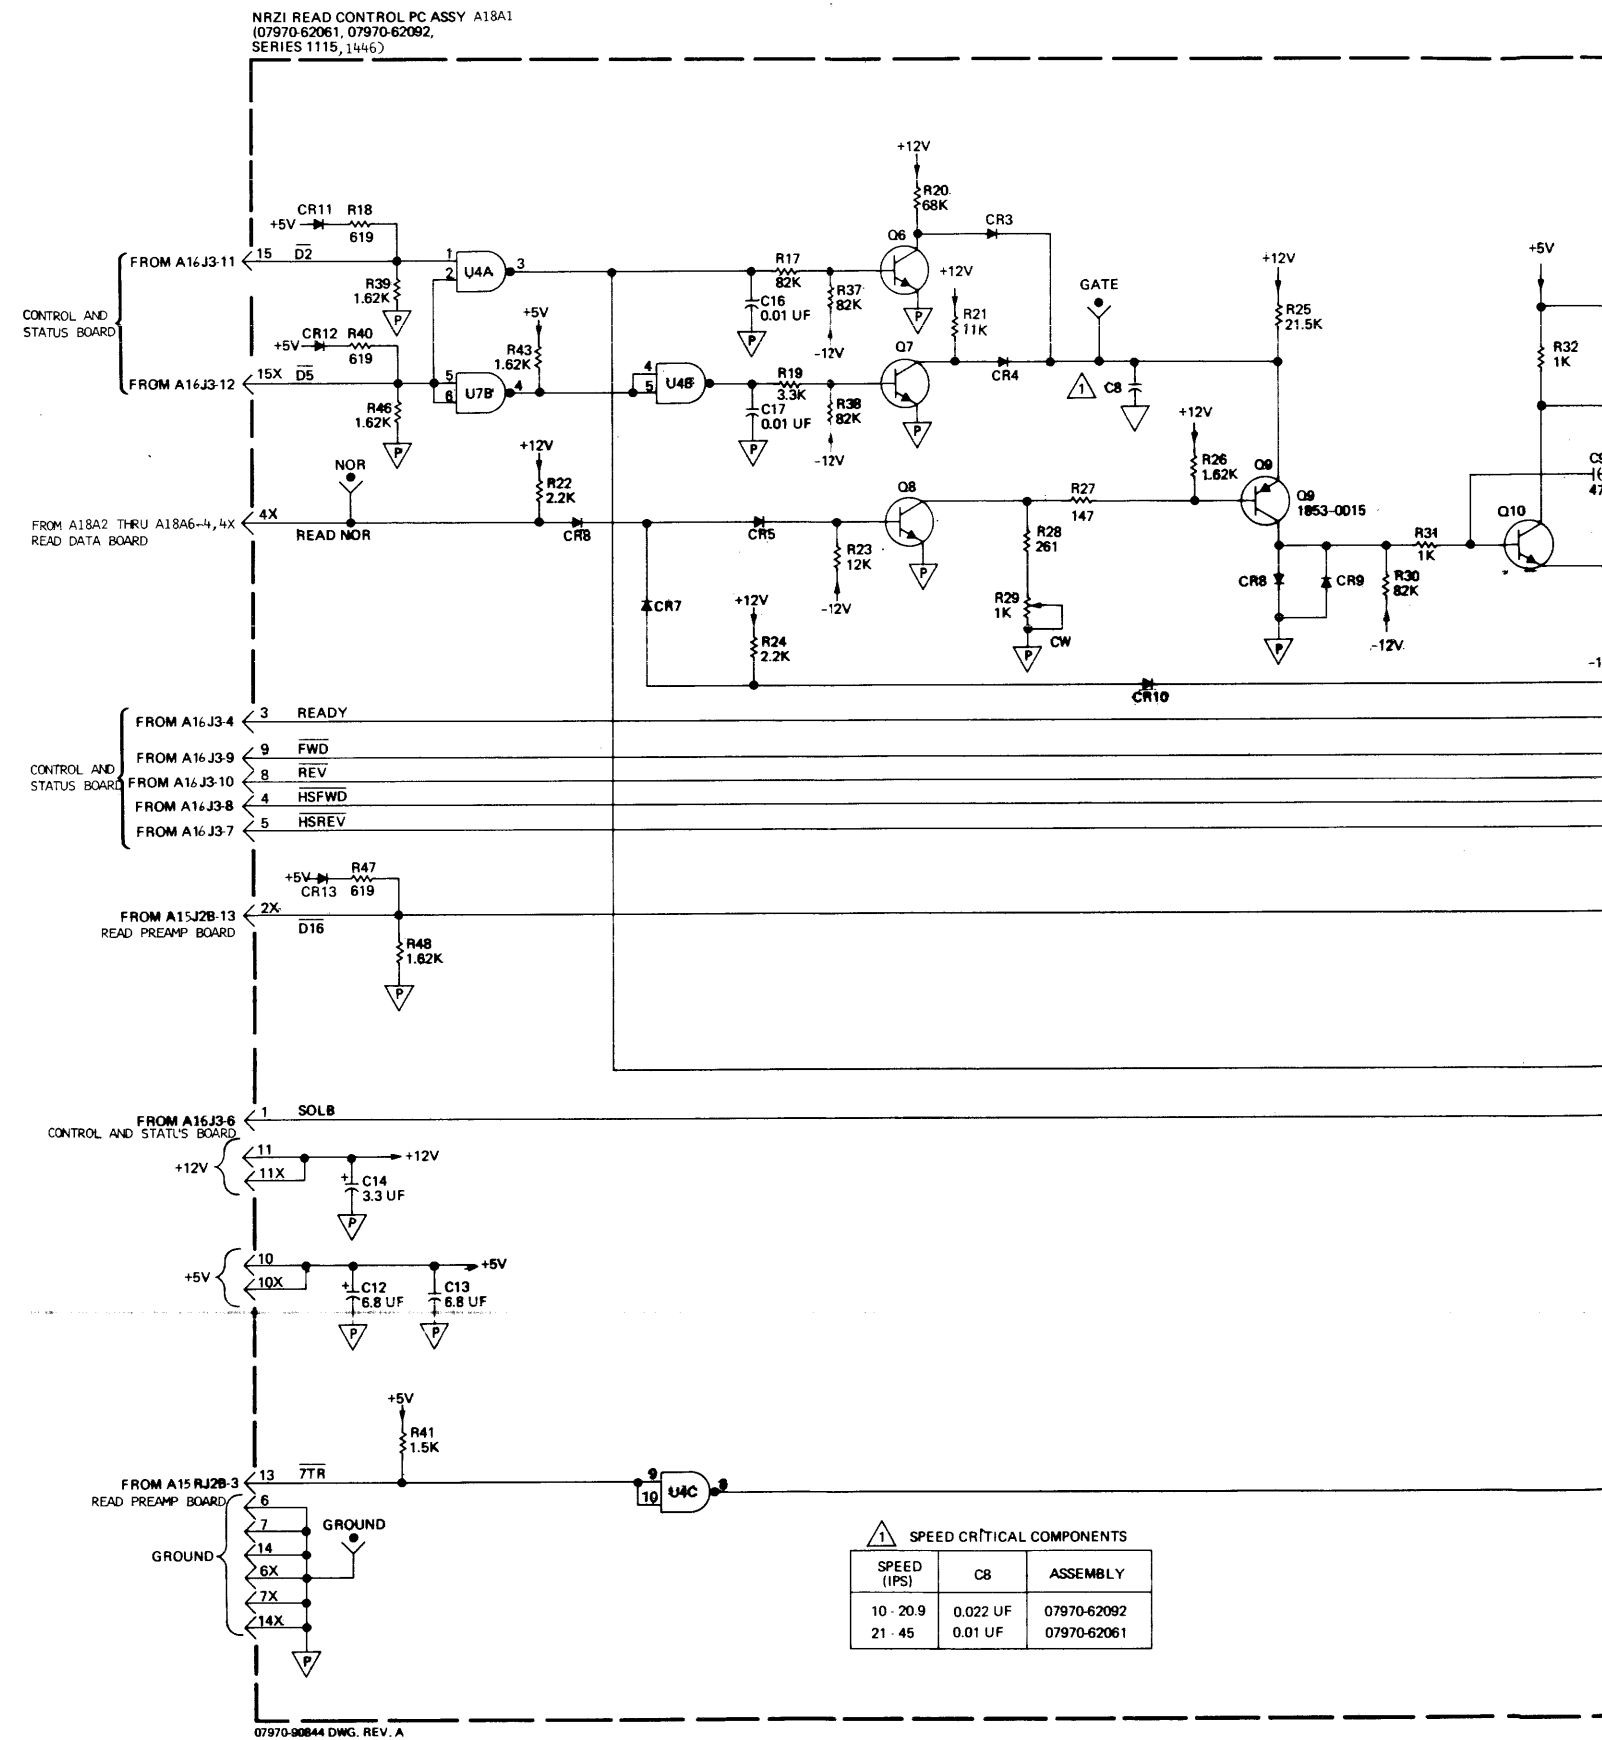 NRZI READ CONTROL PC ASSY A18A1
(07970-62061, 07970-62092,
SERIES 1115, 1446)
+12V
R20
68K
CR3
Q6
CR11 R18
+5V
619
FROM A16J3-11
15 D2
1
2
U4A
3
R17
82K
+12V
R39
1.62K
P
C16
0.01 UF
P
R37
82K
-12V
P
R21
11K
GATE
+12V
R25
21.5K
+5V
R32
1K
CONTROL AND
STATUS BOARD
CR12 R40
+5V
619
+5V
R43
1.62K
Q7
CR4
1
C8
FROM A16J3-12
15X D5
5
6
U7B
4
4
5
U4B
R19
3.3K
R46
1.62K
P
C17
0.01 UF
P
R38
82K
-12V
P
+12V
R26
1.62K
NOR
+12V
R22
2.2K
Q8
R27
147
Q9
Q9
1853-0015
C9
47
FROM A18A2 THRU A18A6-4, 4X
READ DATA BOARD
4X
READ NOR
CR8
CR5
R23
12K
-12V
P
R28
261
R31
1K
Q10
CR7
+12V
R24
2.2K
R29
1K
CW
P
CR8
CR9
R30
82K
P
-12V
-1
CR10
FROM A16J3-4
3 READY
FROM A16J3-9
9 FWD
CONTROL AND
STATUS BOARD
FROM A16J3-10
8 REV
FROM A16J3-8
4 HSFWD
FROM A16J3-7
5 HSREV
R47
+5V
CR13 619
FROM A15J2B-13
READ PREAMP BOARD
2X
D16
R48
1.62K
P
FROM A16J3-6
CONTROL AND STATUS BOARD
1 SOLB
+12V
11
11X
+12V
+
C14
3.3 UF
P
+5V
10
10X
+5V
+
C12
6.8 UF
C13
6.8 UF
P
P
+5V
R41
1.5K
FROM A15 RJ2B-3
READ PREAMP BOARD
13 7TR
9
10
U4C
8
GROUND
6
7
14
6X
7X
14X
GROUND
P
1 SPEED CRITICAL COMPONENTS
SPEED
(IPS)
C8
ASSEMBLY
10 - 20.9 0.022 UF 07970-62092
21 - 45 0.01 UF 07970-62061
07970-90844 DWG. REV. A